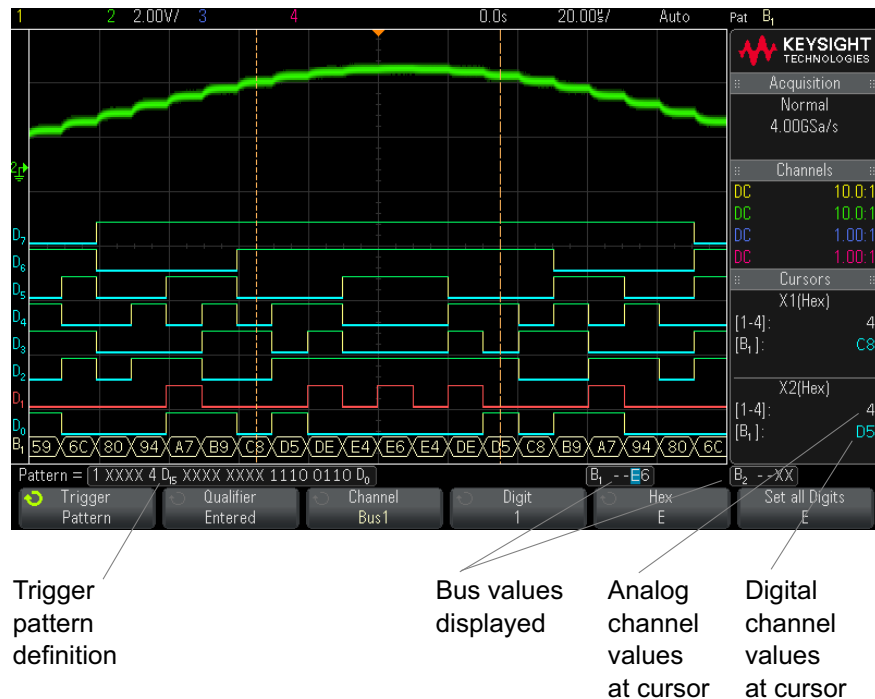 1 2 2.00V/ 3 4 0.0s 20.00㎲/ Auto Pat B₁
KEYSIGHT
TECHNOLOGIES
Acquisition
Normal
4.00GSa/s
Channels
DC 10.0:1
DC 10.0:1
DC 1.00:1
DC 1.00:1
Cursors
X1(Hex)
[1-4]: 4
[B₁]: C8
X2(Hex)
[1-4]: 4
[B₁]: D5
2
D₇
D₆
D₅
D₄
D₃
D₂
D₁
D₀
B₁ 59 6C 80 94 A7 B9 C8 D5 DE E4 E6 E4 DE D5 C8 B9 A7 94 80 6C
Pattern = 1 XXXX 4 D₁₅ XXXX XXXX 1110 0110 D₀ B₁ --E6 B₂ --XX
Trigger Qualifier Channel Digit Hex Set all Digits
Pattern Entered Bus1 1 E E
Trigger
pattern
definition
Bus values
displayed
Analog
channel
values
at cursor
Digital
channel
values
at cursor